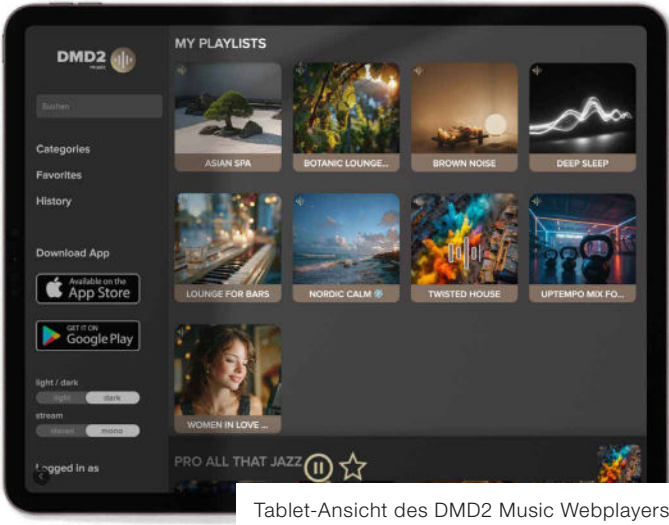 DMD2
music
Suchen
Categories
Favorites
History
Download App
Available on the
App Store
GET IT ON
Google Play
light / dark
light dark
stream
stereo mono
Logged in as
MY PLAYLISTS
ASIAN SPA
BOTANIC LOUNGE...
BROWN NOISE
DEEP SLEEP
LOUNGE FOR BARS
NORDIC CALM
TWISTED HOUSE
UPTEMPO MIX FO...
WOMEN IN LOVE ...
PRO ALL THAT JAZZ
Tablet-Ansicht des DMD2 Music Webplayers